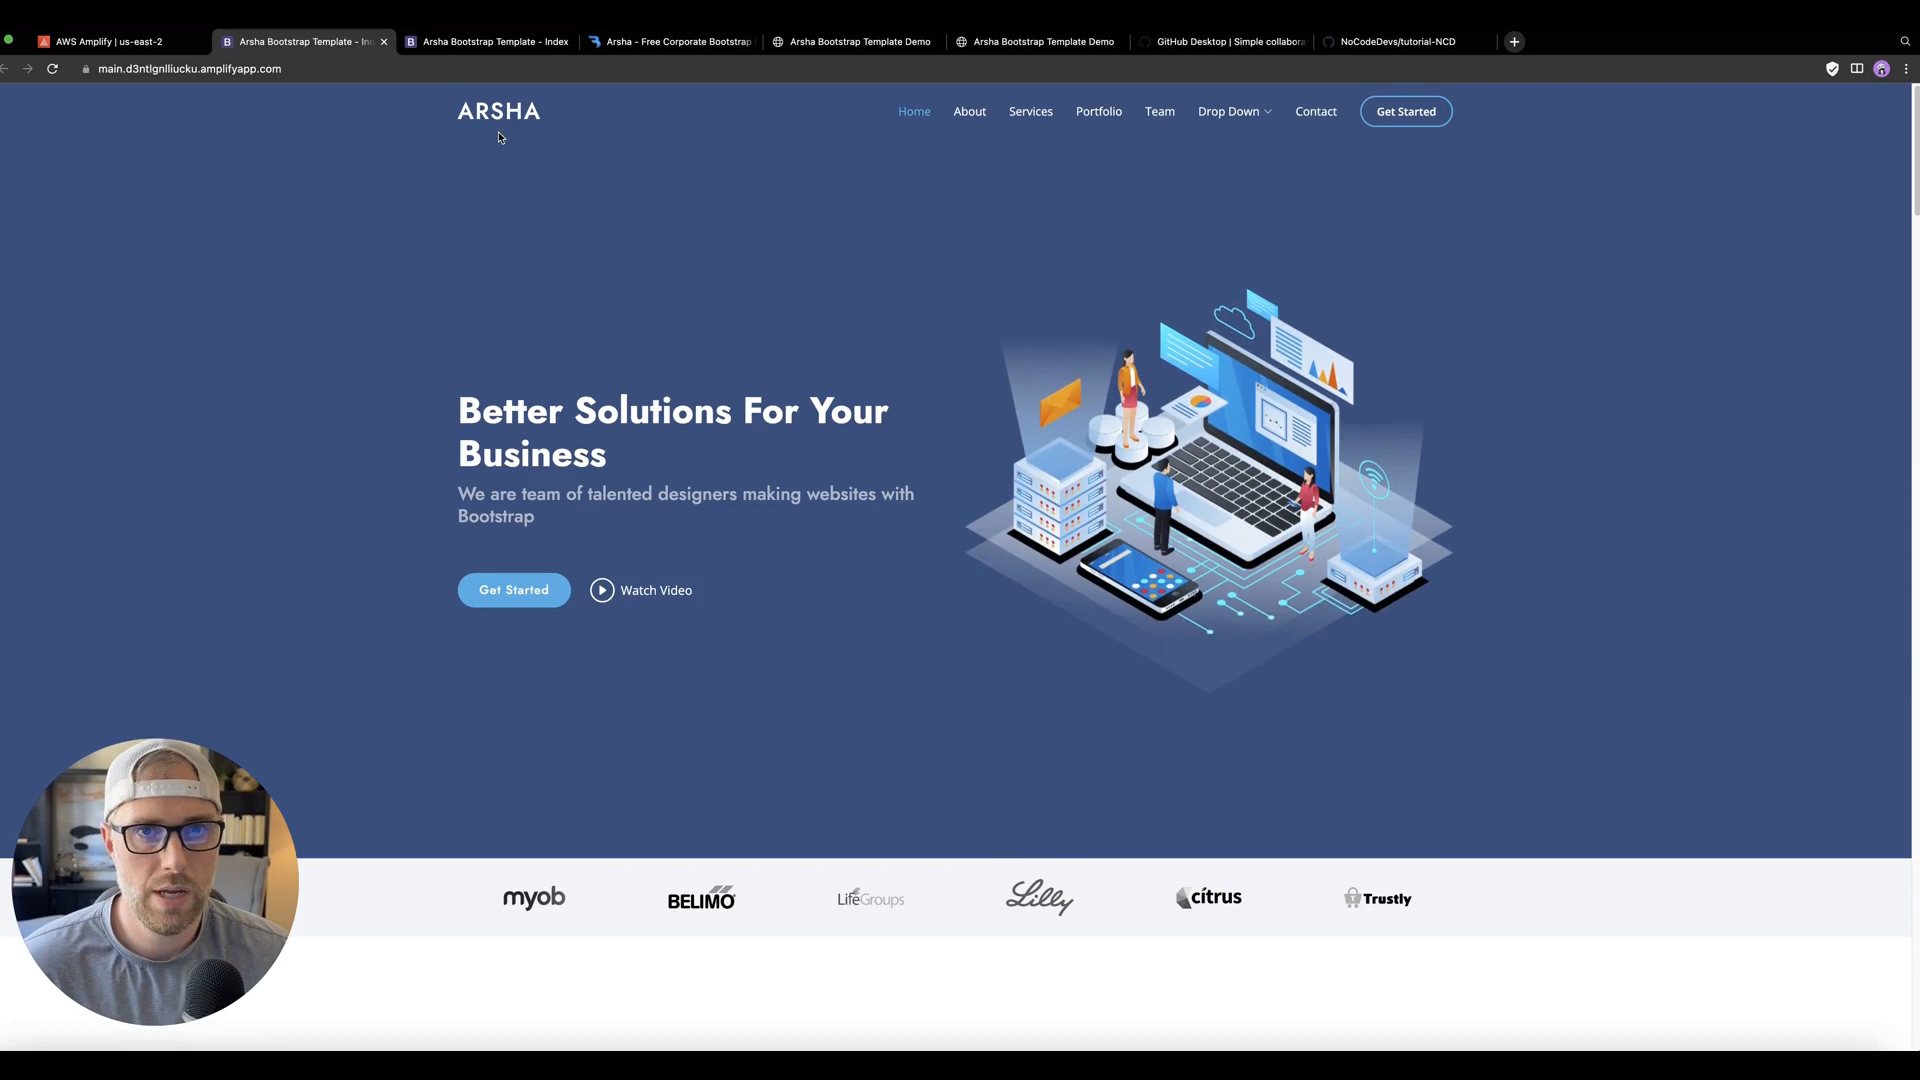 AWS Amplify | us-east-2
Arsha Bootstrap Template - Inc
Arsha Bootstrap Template - Index
Arsha - Free Corporate Bootstrap
Arsha Bootstrap Template Demo
Arsha Bootstrap Template Demo
GitHub Desktop | Simple collabora
NoCodeDevs/tutorial-NCD
main.d3ntlgnlliucku.amplifyapp.com
ARSHA
Home
About
Services
Portfolio
Team
Drop Down
Contact
Get Started
Better Solutions For Your
Business
We are team of talented designers making websites with
Bootstrap
Get Started
Watch Video
myob
BELIMO
LifeGroups
Lilly
citrus
Trustly